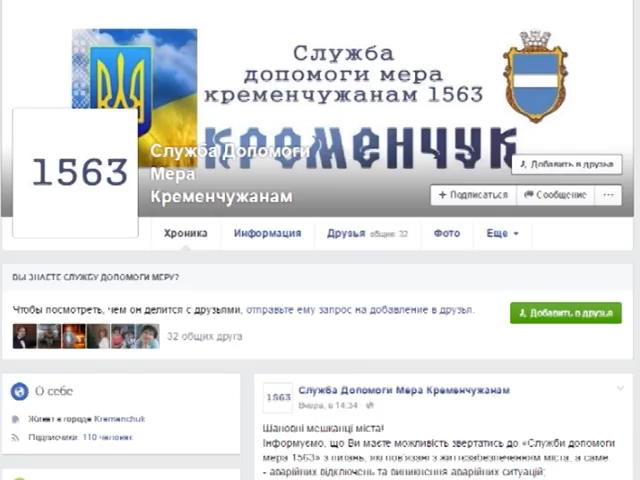 Служба
допомоги мера
кременчужанам 1563
КРЕМЕНЧУК
1563
Служба Допомоги
Мера
Кременчужанам
Добавить в друзья
Подписаться
Сообщение
Хроника
Информация
Друзья общие: 32
Фото
Еще
ВЫ ЗНАЕТЕ СЛУЖБУ ДОПОМОГИ МЕРУ?
Чтобы посмотреть, чем он делится с друзьями, отправьте ему запрос на добавление в друзья.
Добавить в друзья
32 общих друга
О себе
Живет в городе Kremenchuk
Подписчики: 110 человек
1563
Служба Допомоги Мера Кременчужанам
Вчера, в 14:34
Шановні мешканці міста!
Інформуємо, що Ви маєте можливість звертатись до «Служби допомоги
мера 1563» з питань, які пов'язані з життєзабезпеченням міста, а саме
- аварійних відключень та виникнення аварійних ситуацій;